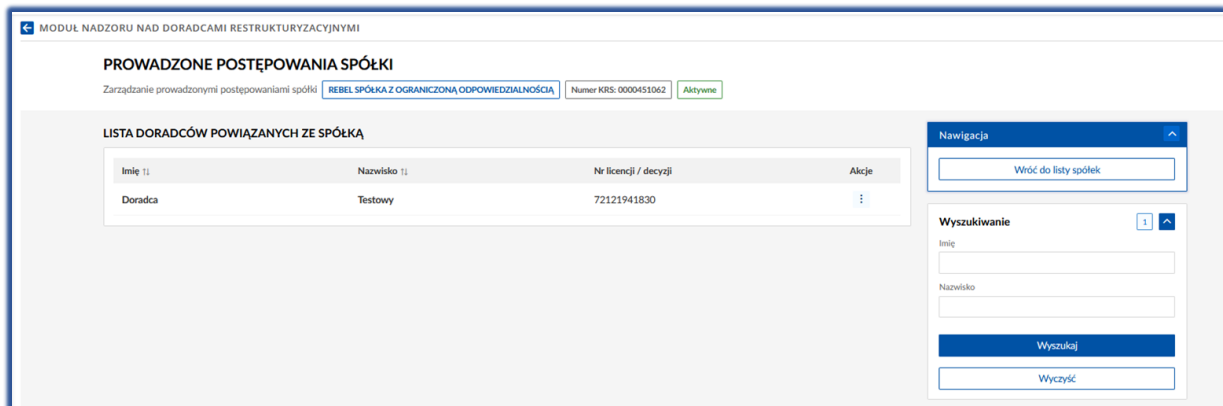 MODUŁ NADZORU NAD DORADCAMI RESTRUKTURYZACYJNYMI
PROWADZONE POSTĘPOWANIA SPÓŁKI
Zarządzanie prowadzonymi postępowaniami spółki REBEL SPÓŁKA Z OGRANICZONĄ ODPOWIEDZIALNOŚCIĄ Numer KRS: 0000451062 Aktywne
LISTA DORADCÓW POWIĄZANYCH ZE SPÓŁKĄ
Imię Nazwisko Nr licencji / decyzji Akcje
Doradca Testowy 72121941830
Nawigacja
Wróć do listy spółek
Wyszukiwanie 1
Imię
Nazwisko
Wyszukaj
Wyczyść